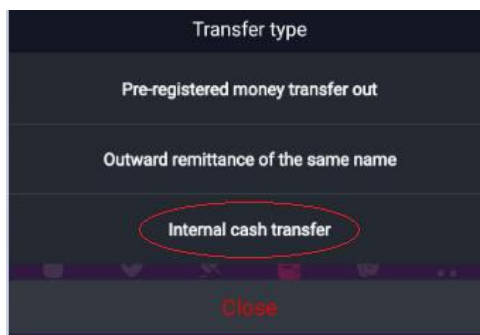 Transfer type
Pre-registered money transfer out
Outward remittance of the same name
Internal cash transfer
Close